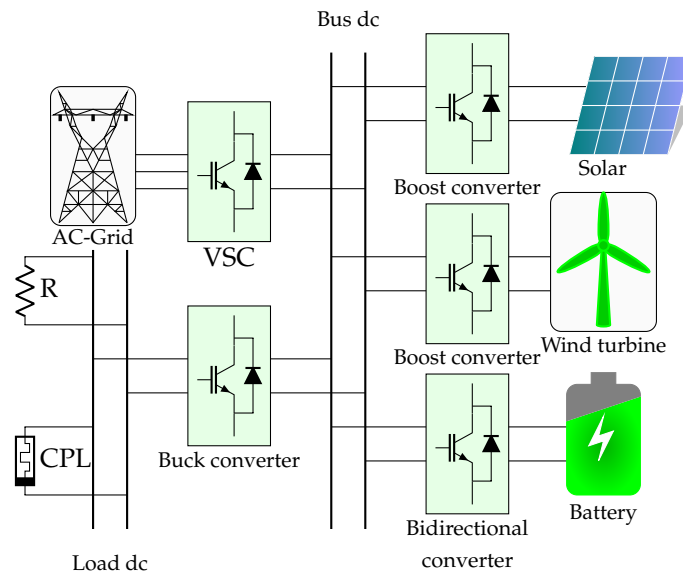 Bus dc
AC-Grid
VSC
Boost converter
Solar
R
Boost converter
Wind turbine
CPL
Buck converter
Bidirectional
converter
Battery
Load dc